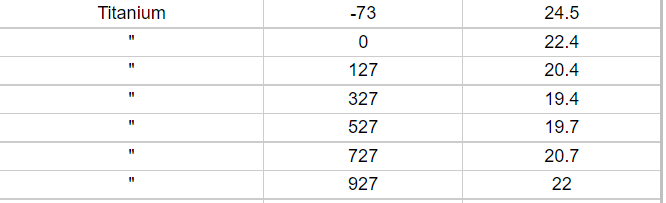 Titanium -73 24.5
" 0 22.4
" 127 20.4
" 327 19.4
" 527 19.7
" 727 20.7
" 927 22